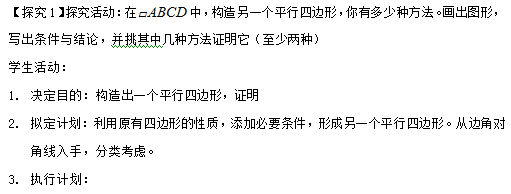 【探究1】探究活动：在▱ABCD中，构造另一个平行四边形，你有多少种方法。画出图形，
写出条件与结论，并挑其中几种方法证明它（至少两种）
学生活动：
1. 决定目的：构造出一个平行四边形，证明
2. 拟定计划：利用原有四边形的性质，添加必要条件，形成另一个平行四边形。从边角对
角线入手，分类考虑。
3. 执行计划：